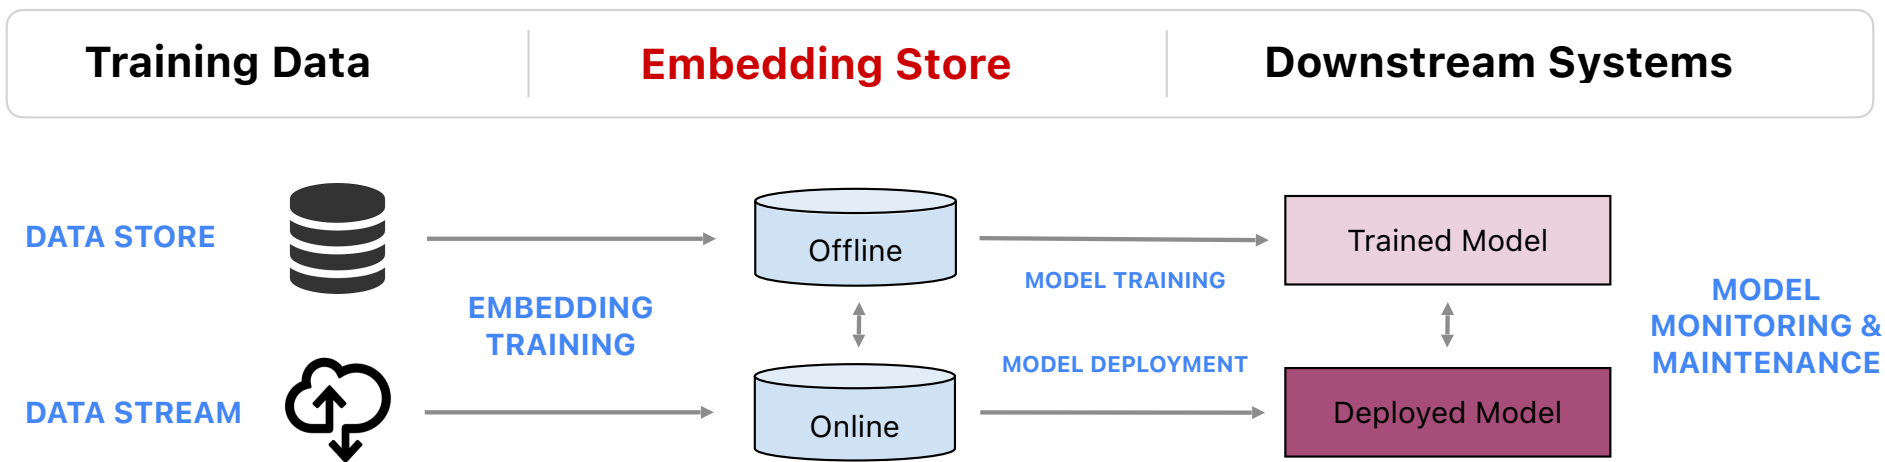 Training Data
Embedding Store
Downstream Systems
DATA STORE
Offline
Trained Model
MODEL TRAINING
EMBEDDING
TRAINING
MODEL
MONITORING &
MAINTENANCE
MODEL DEPLOYMENT
DATA STREAM
Online
Deployed Model